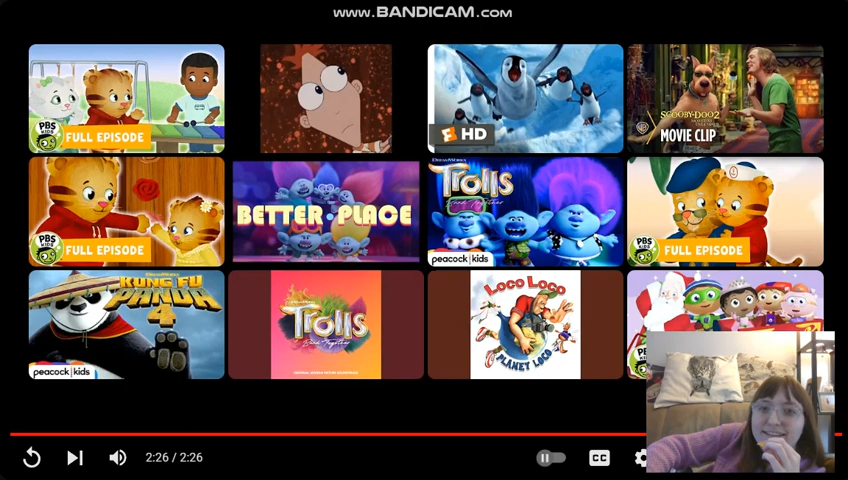 WWW.BANDICAM.COM
PBS KIDS
FULL EPISODE
HD
SCOOBY-DOO 2
MOVIE CLIP
PBS KIDS
FULL EPISODE
BETTER PLACE
DREAMWORKS
TROLLS
Band Together
peacock kids
PBS KIDS
FULL EPISODE
KUNG FU
PANDA
4
peacock kids
TROLLS
Band Together
LOCO LOCO
PLANET LOCO
2:26 / 2:26
CC